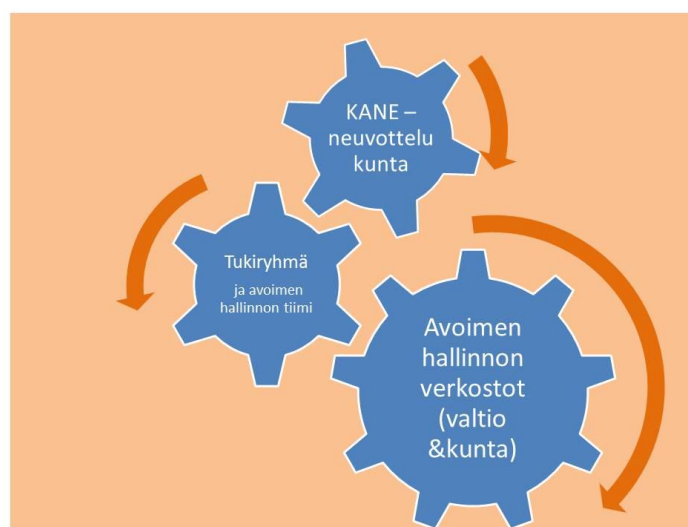 KANE –
neuvottelu
kunta
Tukiryhmä
ja avoimen
hallinnon tiimi
Avoimen
hallinnon
verkostot
(valtio
&kunta)